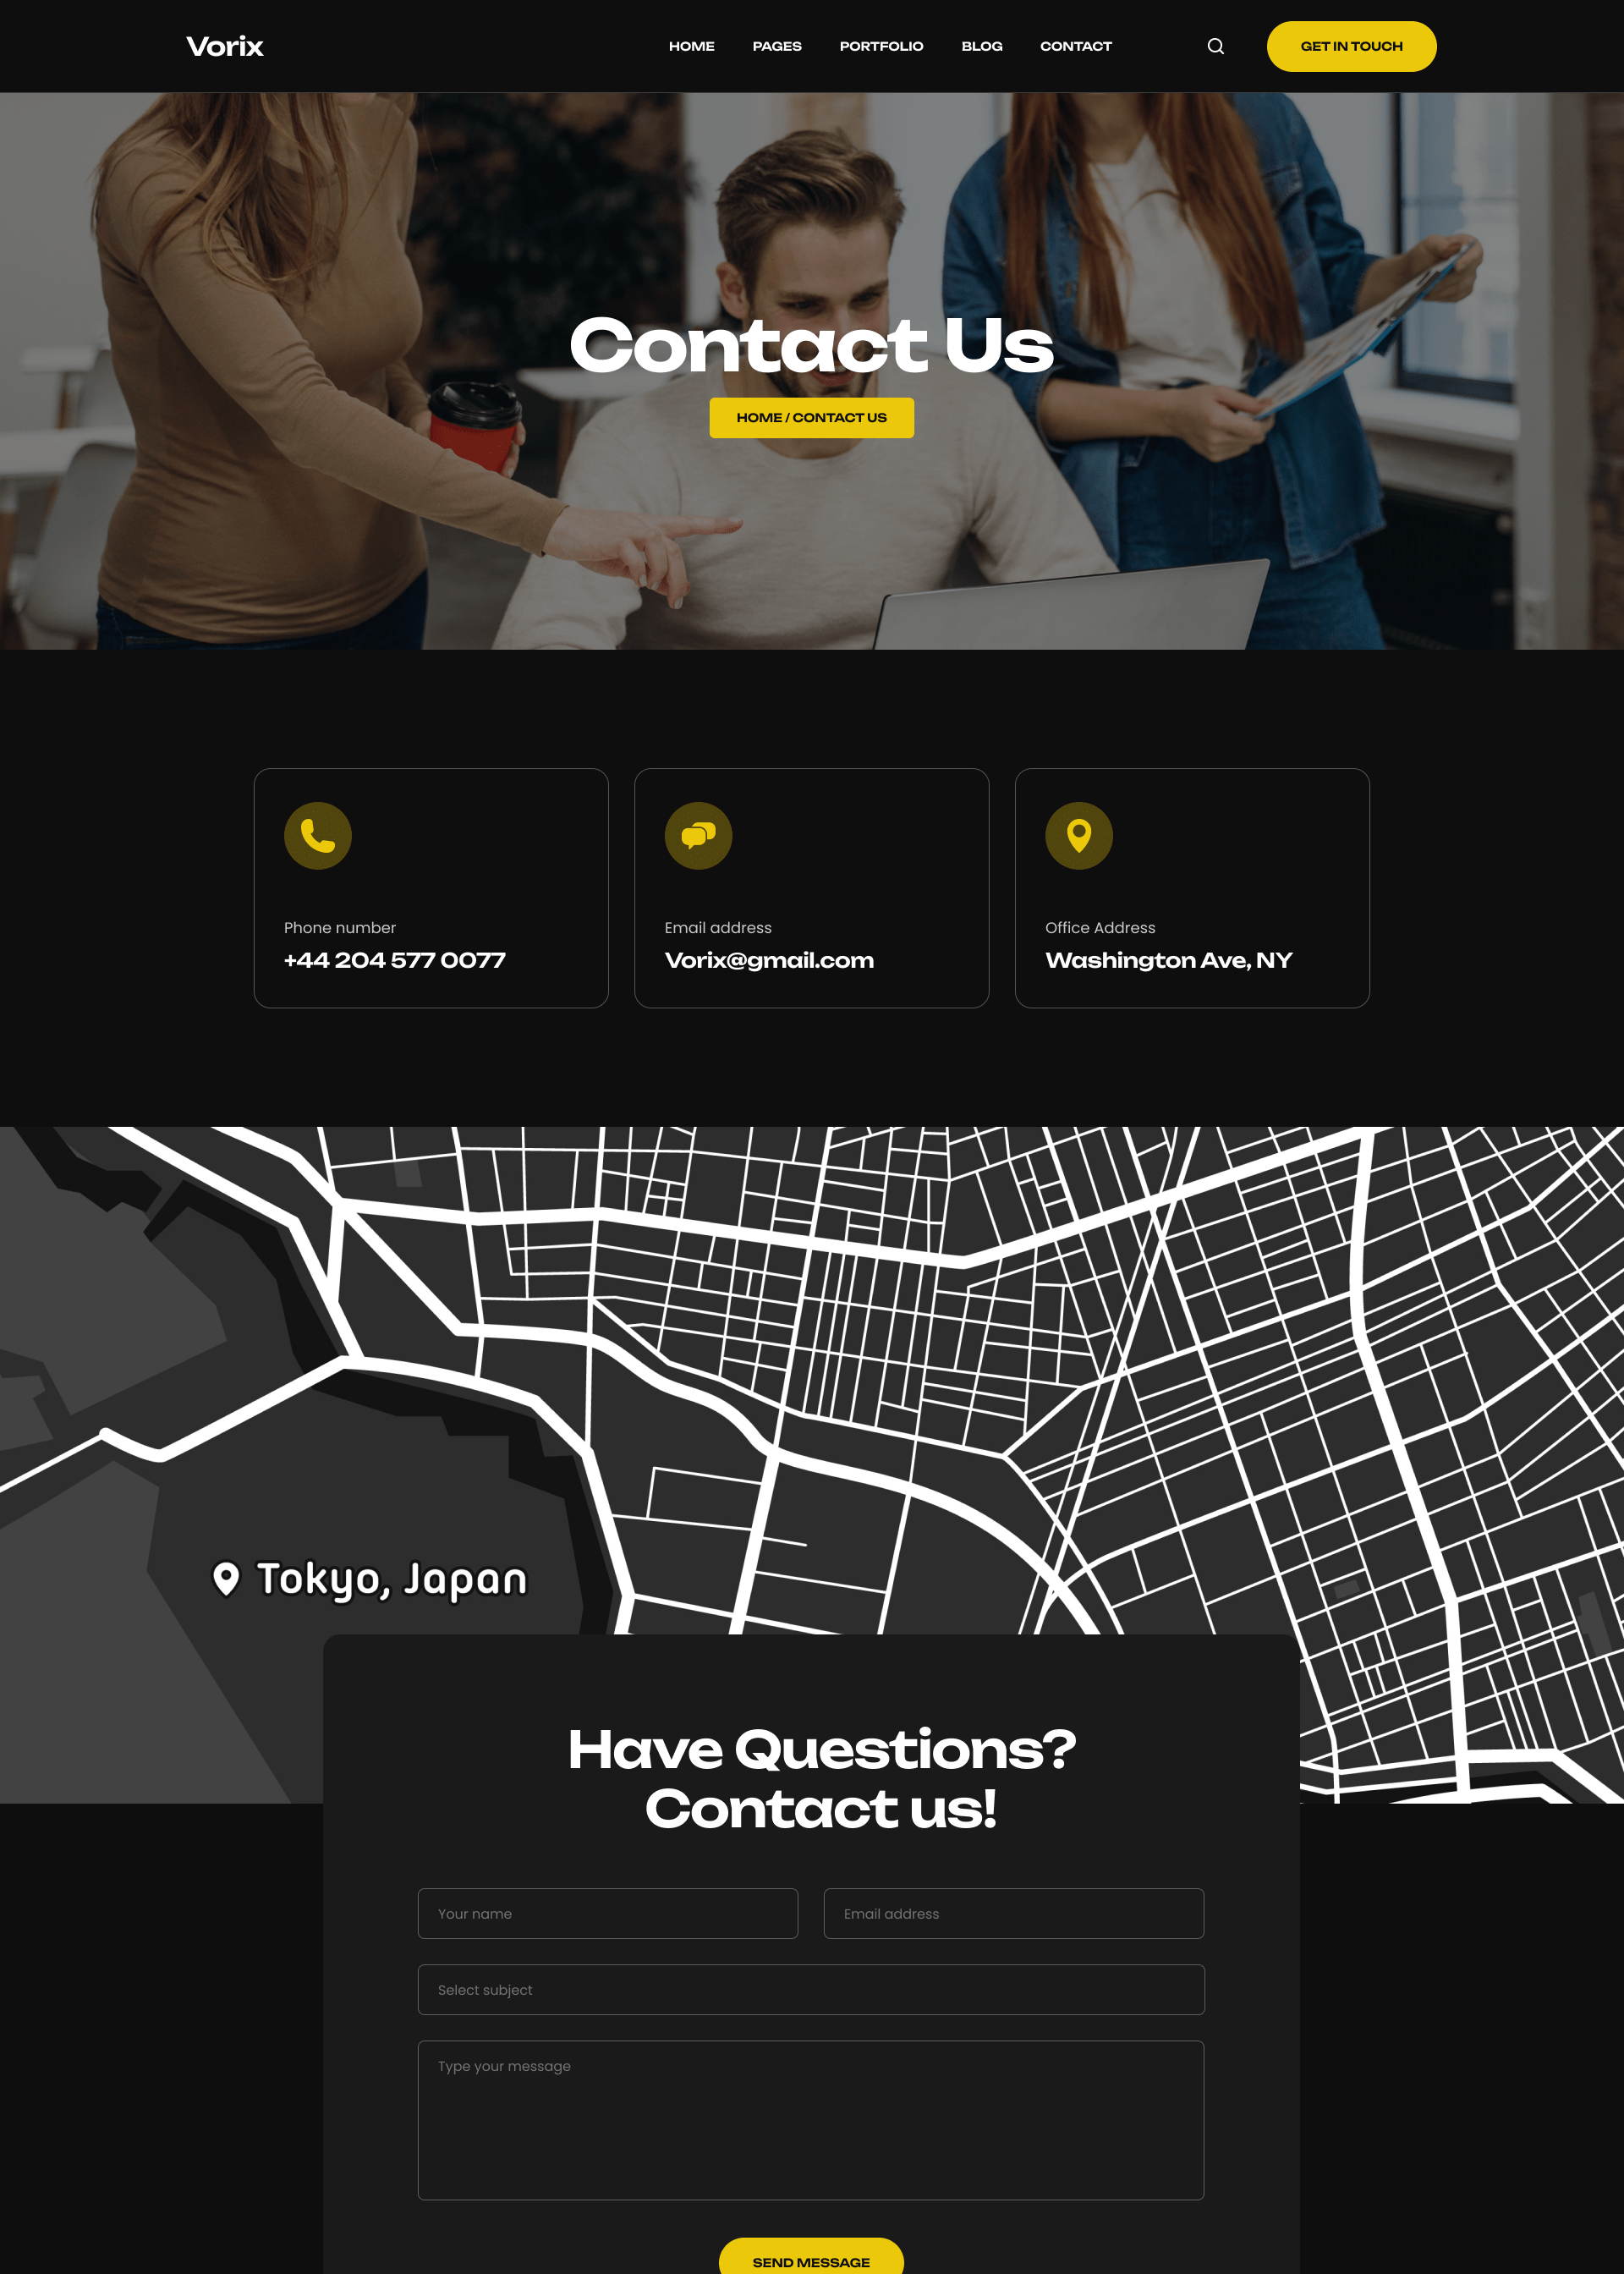 Vorix
HOME PAGES PORTFOLIO BLOG CONTACT
GET IN TOUCH
Contact Us
HOME / CONTACT US
Phone number
+44 204 577 0077
Email address
Vorix@gmail.com
Office Address
Washington Ave, NY
Tokyo, Japan
Have Questions?
Contact us!
Your name
Email address
Select subject
Type your message
SEND MESSAGE